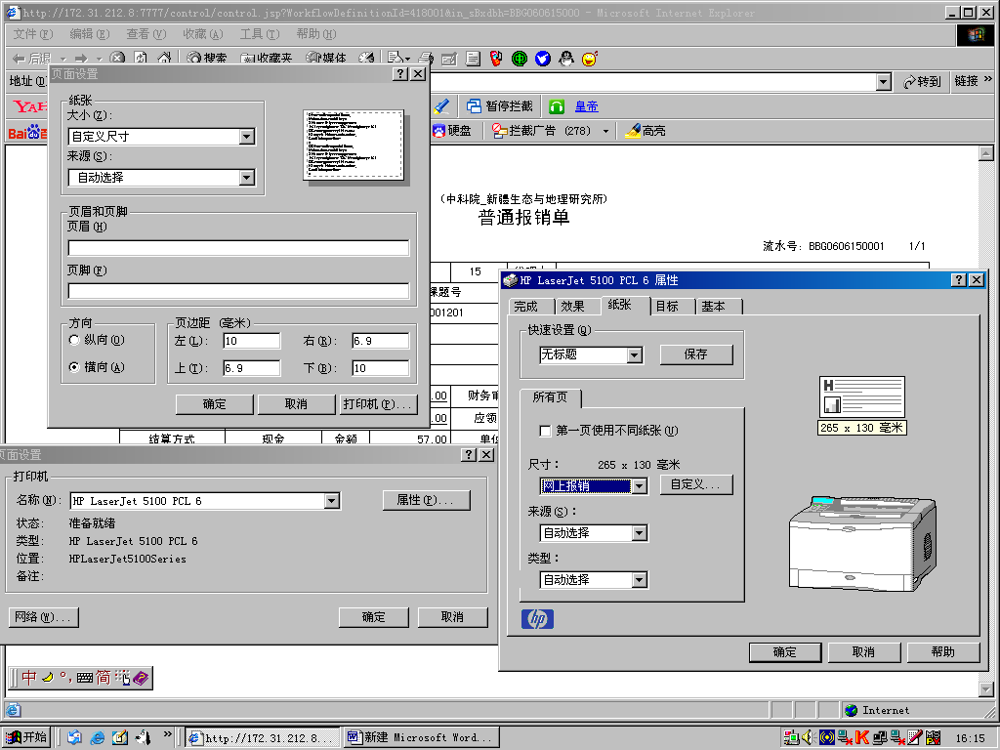 http://172.31.212.8:7777/control/control.jsp?WorkflowDefinitionId=418001&in_sBxdbh=BBG060615000 - Microsoft Internet Explorer
文件(F) 编辑(E) 查看(V) 收藏(A) 工具(T) 帮助(H)
后退 搜索 收藏夹 媒体
地址(D) 转到 链接 »
YAH 暂停拦截 皇帝
Bai 硬盘 拦截广告 (278) 高亮
页面设置
纸张
大小(Z):
自定义尺寸
来源(S):
自动选择
页眉和页脚
页眉(H)
页脚(F)
方向
纵向(O)
横向(A)
页边距 (毫米)
左(L): 10 右(R): 6.9
上(T): 6.9 下(B): 10
确定 取消 打印机(P)...
(中科院_新疆生态与地理研究所)
普通报销单
流水号: BBG0606150001 1/1
15
课题号
001201
.00 财务审
.00 应领
结算方式 现金 金额 57.00 单位
页面设置
打印机
名称(N): HP LaserJet 5100 PCL 6 属性(P)...
状态: 准备就绪
类型: HP LaserJet 5100 PCL 6
位置: HPLaserJet5100Series
备注:
网络(W)... 确定 取消
HP LaserJet 5100 PCL 6 属性
完成 效果 纸张 目标 基本
快速设置(Q)
无标题 保存
所有页
第一页使用不同纸张(U)
尺寸: 265 x 130 毫米
网上报销 自定义...
来源(S):
自动选择
类型:
自动选择
H
265 x 130 毫米
hp
确定 取消 帮助
中 简
Internet
开始 » http://172.31.212.8... 新建 Microsoft Word... 16:15